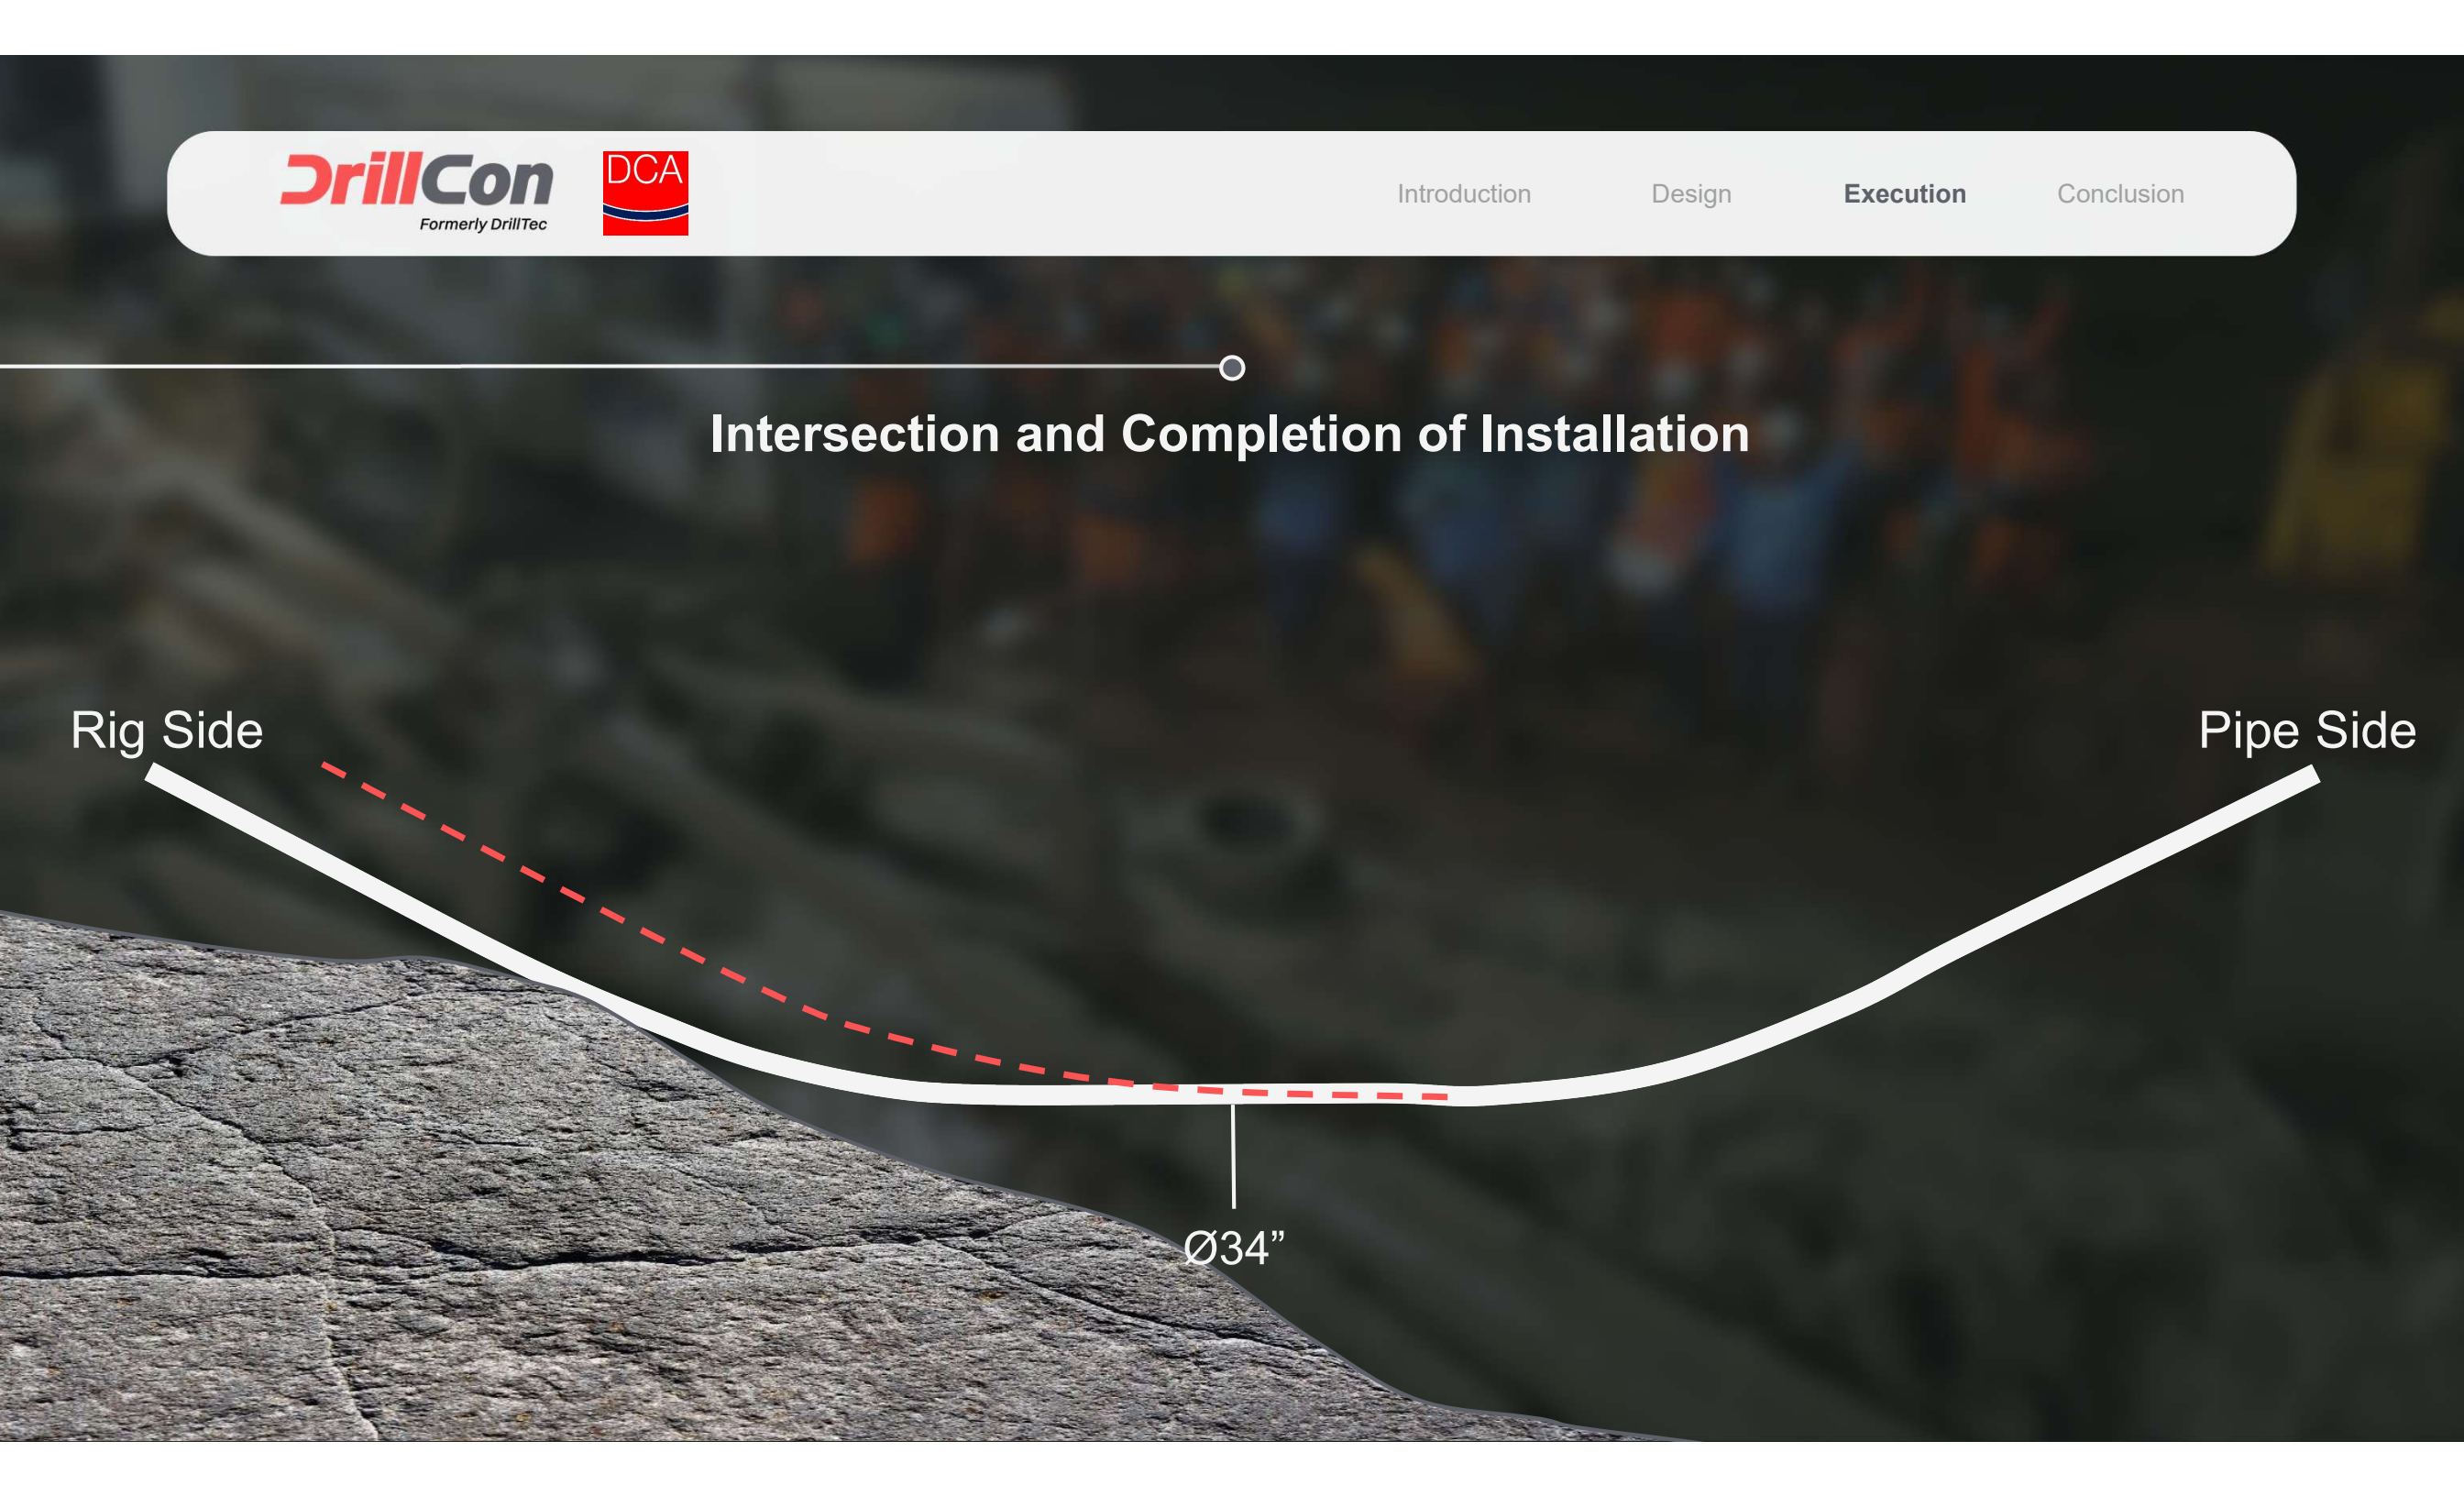 DrillCon
Formerly DrillTec
DCA
Introduction Design Execution Conclusion
Intersection and Completion of Installation
Rig Side
Pipe Side
Ø34”